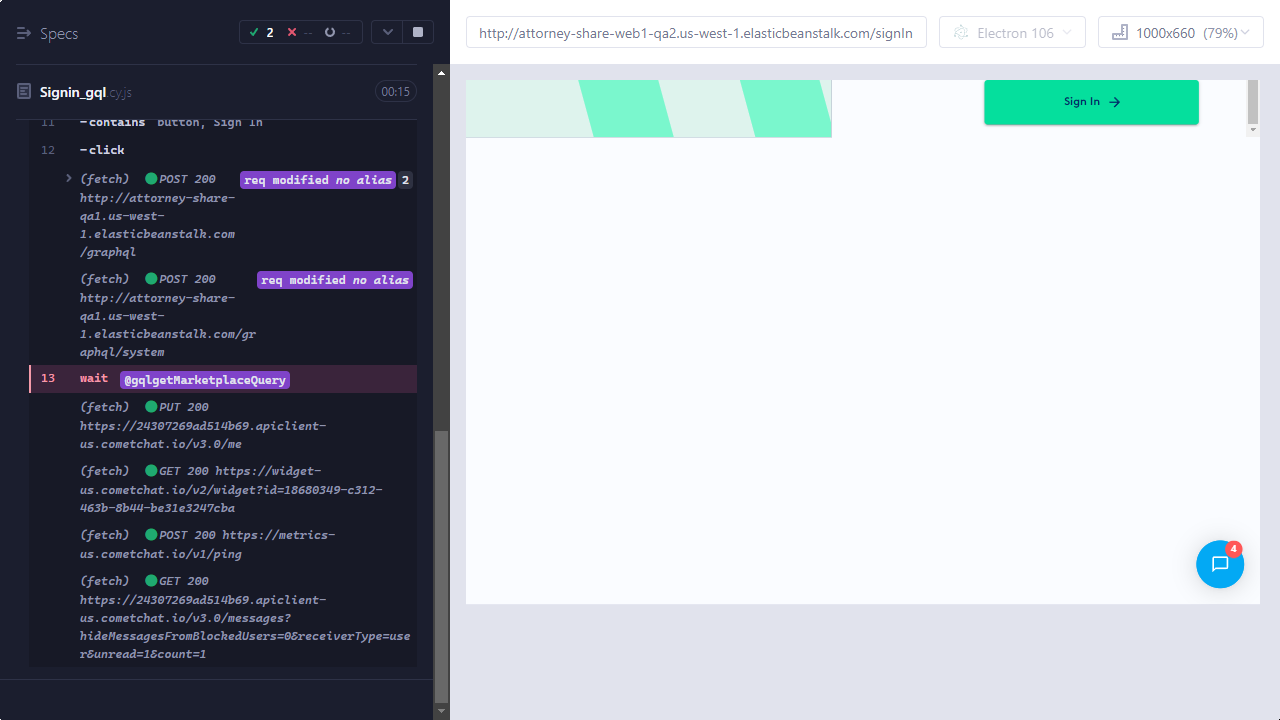 Specs
2
--
--
Signin_gql.cy.js
00:15
11 -contains button, Sign In
12 -click
(fetch) POST 200 req modified no alias 2
http://attorney-share-
qa1.us-west-
1.elasticbeanstalk.com
/graphql
(fetch) POST 200 req modified no alias
http://attorney-share-
qa1.us-west-
1.elasticbeanstalk.com/gr
aphql/system
13 wait @gqlgetMarketplaceQuery
(fetch) PUT 200
https://24307269ad514b69.apiclient-
us.cometchat.io/v3.0/me
(fetch) GET 200 https://widget-
us.cometchat.io/v2/widget?id=18680349-c312-
463b-8b44-be31e3247cba
(fetch) POST 200 https://metrics-
us.cometchat.io/v1/ping
(fetch) GET 200
https://24307269ad514b69.apiclient-
us.cometchat.io/v3.0/messages?
hideMessagesFromBlockedUsers=0&receiverType=use
r&unread=1&count=1
http://attorney-share-web1-qa2.us-west-1.elasticbeanstalk.com/signIn
Electron 106
1000x660 (79%)
Sign In
4